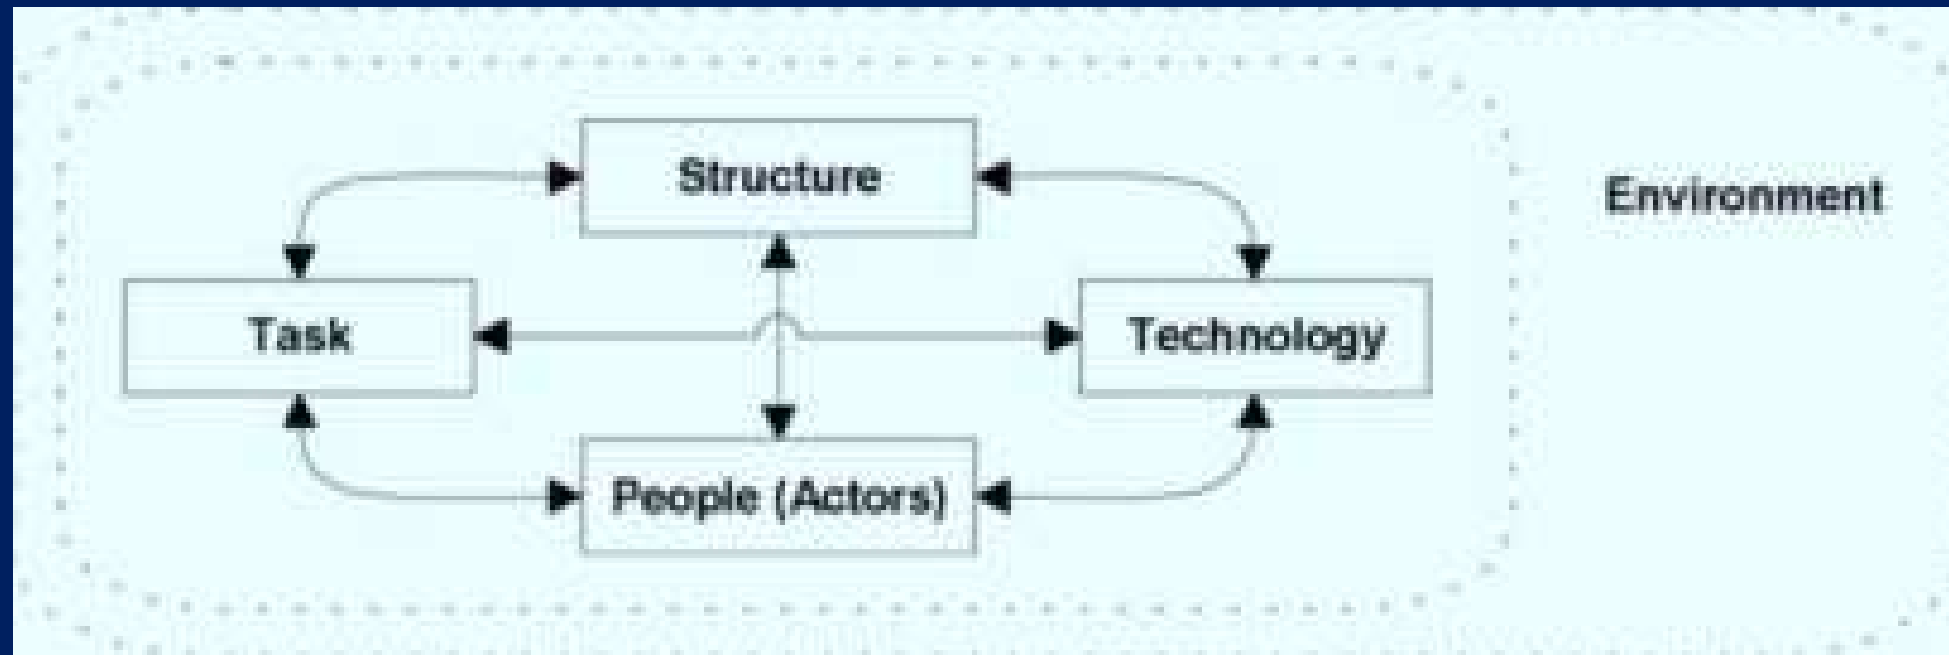 Structure
Environment
Task
Technology
People (Actors)